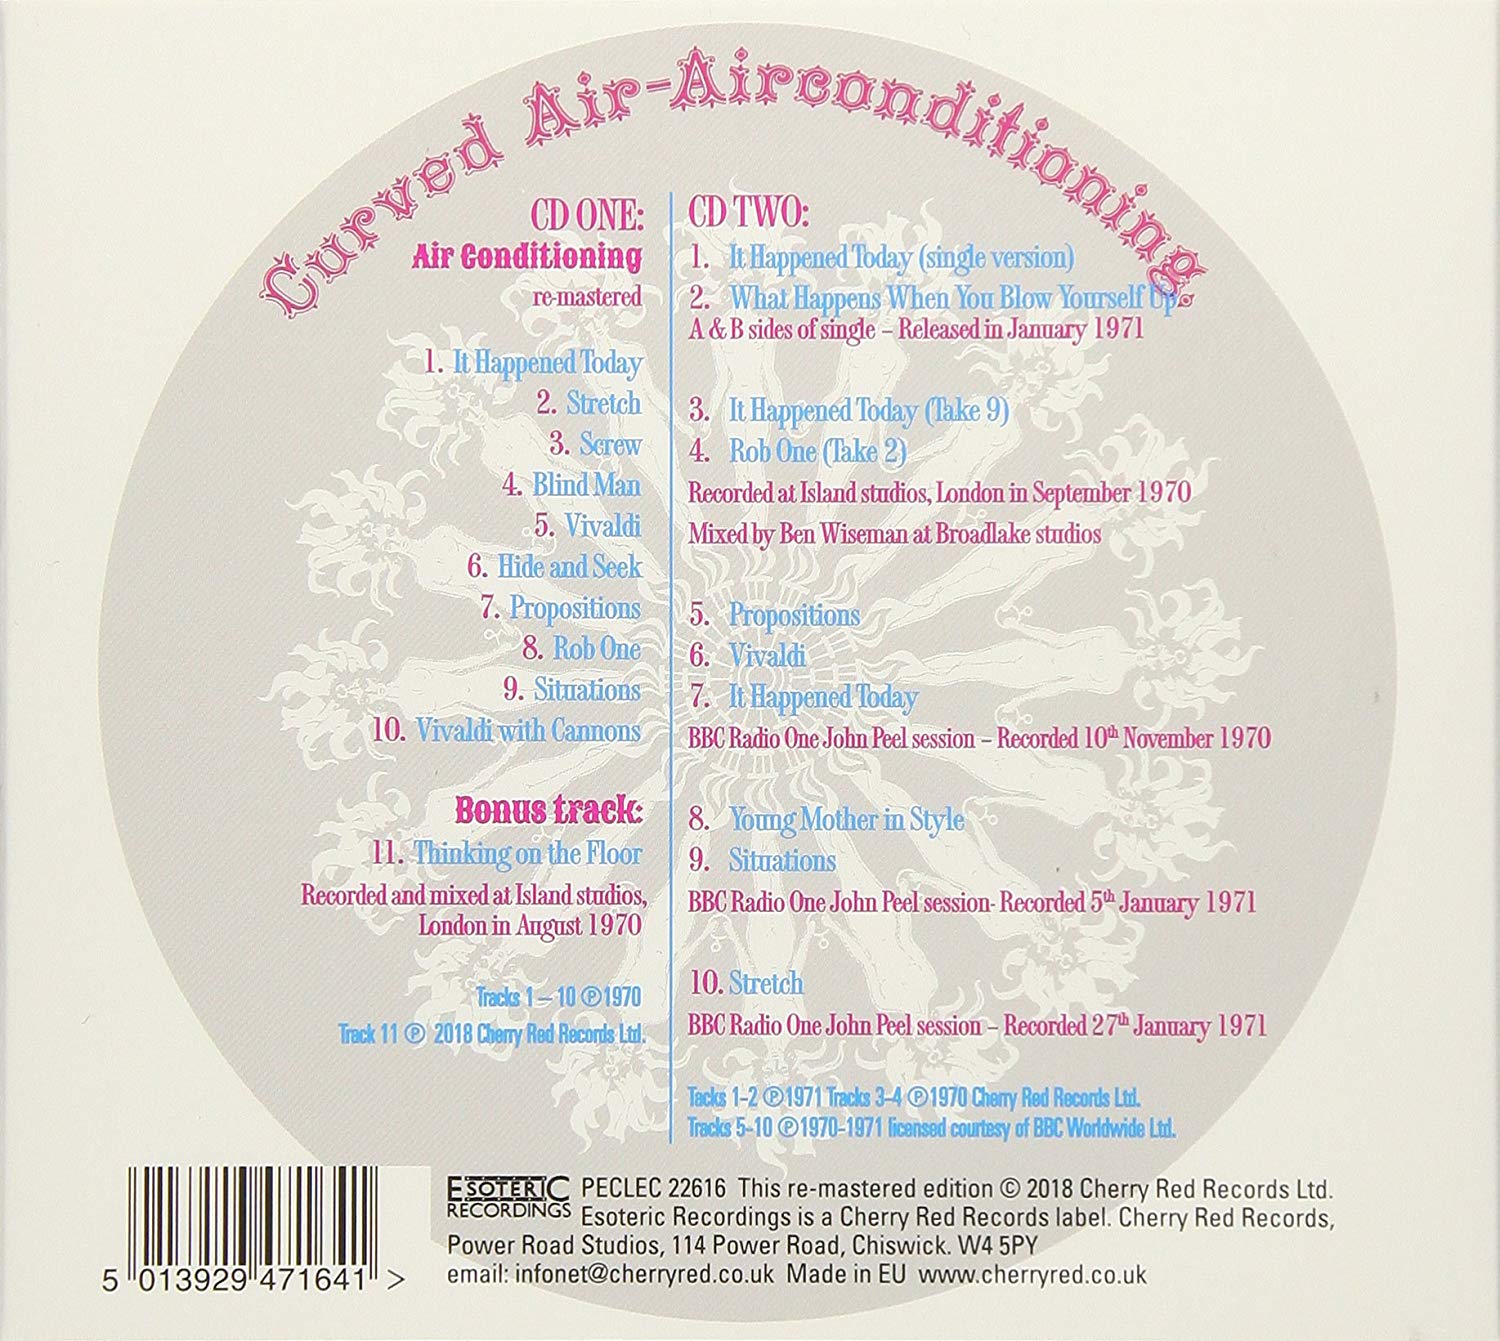 Curved Air-Airconditioning.
CD ONE:
Air Conditioning
re-mastered
1. It Happened Today
2. Stretch
3. Screw
4. Blind Man
5. Vivaldi
6. Hide and Seek
7. Propositions
8. Rob One
9. Situations
10. Vivaldi with Cannons
Bonus track:
11. Thinking on the Floor
Recorded and mixed at Island studios,
London in August 1970
Tracks 1 – 10 ℗1970
Track 11 ℗ 2018 Cherry Red Records Ltd.
CD TWO:
1. It Happened Today (single version)
2. What Happens When You Blow Yourself Up
A & B sides of single – Released in January 1971
3. It Happened Today (Take 9)
4. Rob One (Take 2)
Recorded at Island studios, London in September 1970
Mixed by Ben Wiseman at Broadlake studios
5. Propositions
6. Vivaldi
7. It Happened Today
BBC Radio One John Peel session – Recorded 10th November 1970
8. Young Mother in Style
9. Situations
BBC Radio One John Peel session- Recorded 5th January 1971
10. Stretch
BBC Radio One John Peel session – Recorded 27th January 1971
Tacks 1-2 ℗1971 Tracks 3-4 ℗1970 Cherry Red Records Ltd.
Tracks 5-10 ℗1970-1971 licensed courtesy of BBC Worldwide Ltd.
5 013929 471641 >
ESOTERIC
RECORDINGS
PECLEC 22616 This re-mastered edition © 2018 Cherry Red Records Ltd.
Esoteric Recordings is a Cherry Red Records label. Cherry Red Records,
Power Road Studios, 114 Power Road, Chiswick. W4 5PY
email: infonet@cherryred.co.uk Made in EU www.cherryred.co.uk